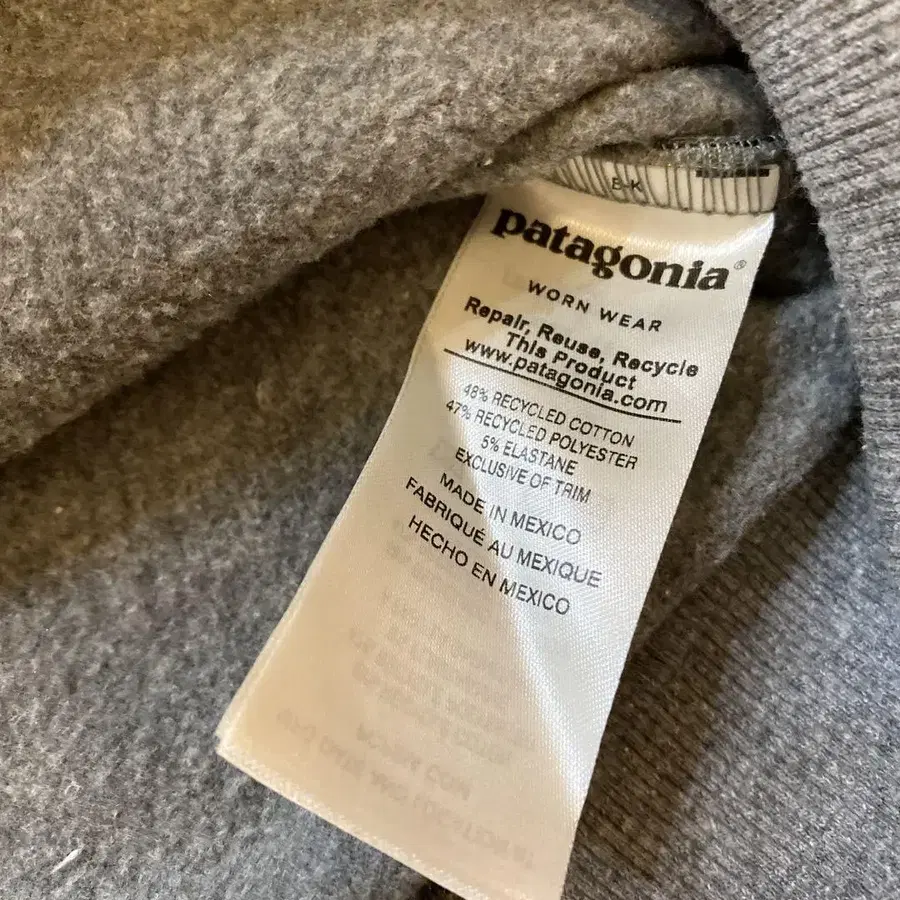 B-K
patagonia®
WORN WEAR
Repair, Reuse, Recycle
This Product
www.patagonia.com
48% RECYCLED COTTON
47% RECYCLED POLYESTER
5% ELASTANE
EXCLUSIVE OF TRIM
MADE IN MEXICO
FABRIQUÉ AU MEXIQUE
HECHO EN MEXICO